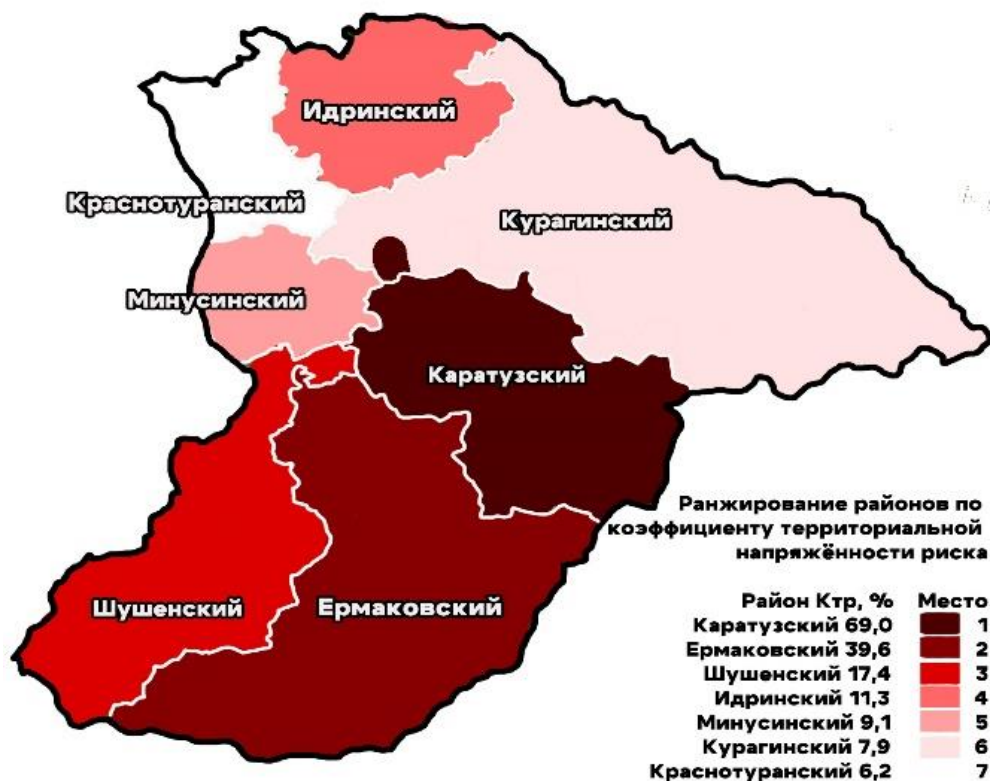 Идринский
Краснотуранский
Курагинский
Минусинский
Каратузский
Шушенский
Ермаковский
Ранжирование районов по
коэффициенту территориальной
напряжённости риска
Район Ктр, % Место
Каратузский 69,0 1
Ермаковский 39,6 2
Шушенский 17,4 3
Идринский 11,3 4
Минусинский 9,1 5
Курагинский 7,9 6
Краснотуранский 6,2 7